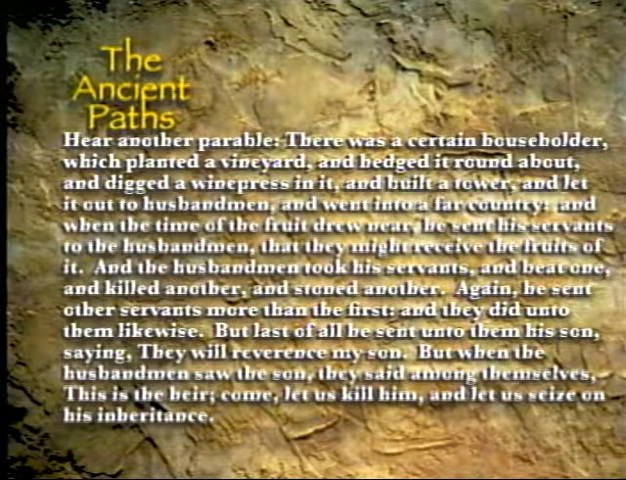 The
Ancient
Paths
Hear another parable: There was a certain householder,
which planted a vineyard, and hedged it round about,
and digged a winepress in it, and built a tower, and let
it out to husbandmen, and went into a far country: and
when the time of the fruit drew near, he sent his servants
to the husbandmen, that they might receive the fruits of
it. And the husbandmen took his servants, and beat one,
and killed another, and stoned another. Again, he sent
other servants more than the first: and they did unto
them likewise. But last of all he sent unto them his son,
saying, They will reverence my son. But when the
husbandmen saw the son, they said among themselves,
This is the heir; come, let us kill him, and let us seize on
his inheritance.